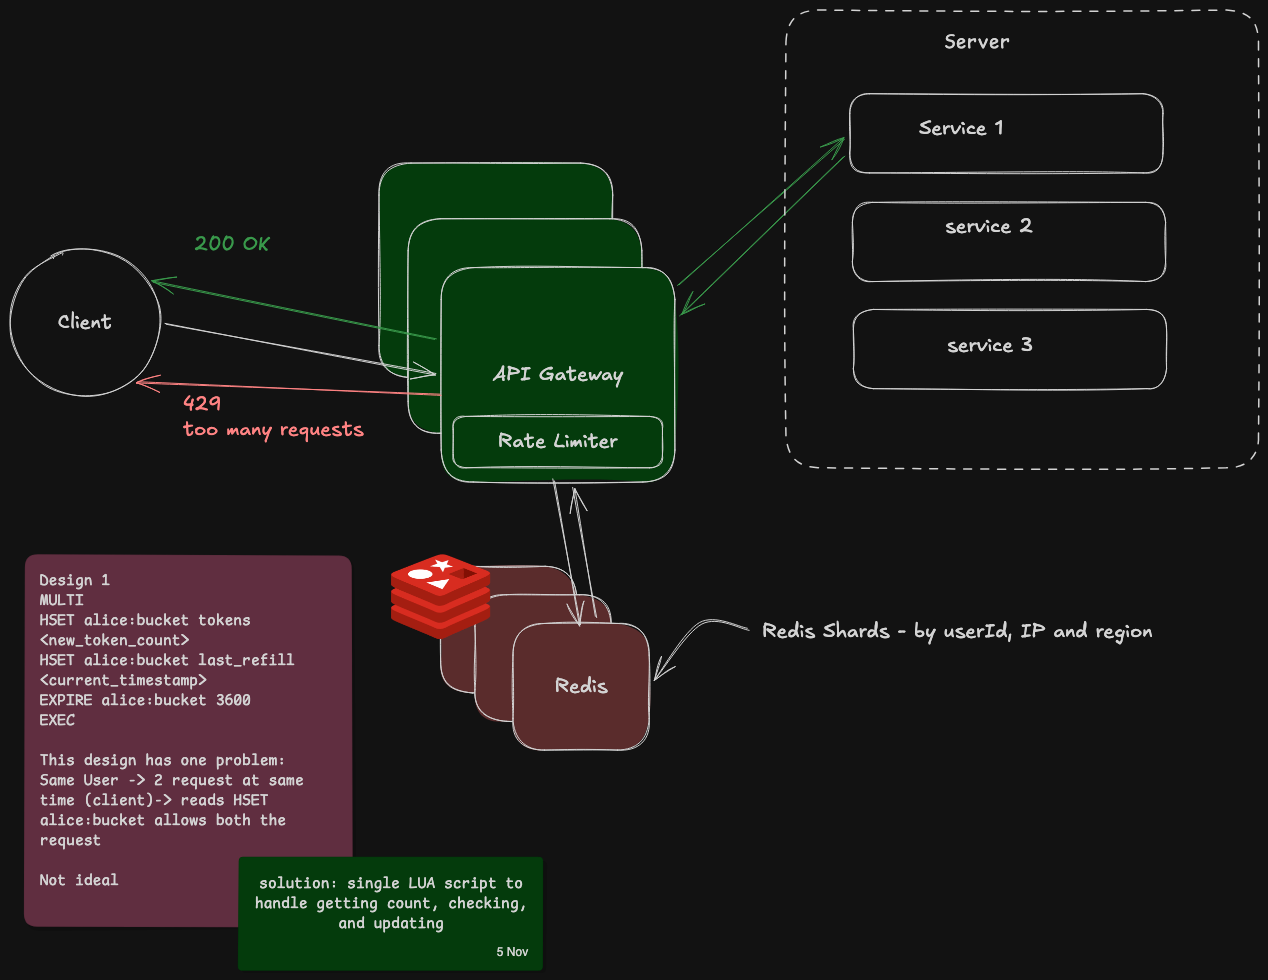 Server
Service 1
service 2
service 3
200 OK
Client
API Gateway
429
too many requests
Rate Limiter
Redis Shards - by userId, IP and region
Redis
Design 1
MULTI
HSET alice:bucket tokens
<new_token_count>
HSET alice:bucket last_refill
<current_timestamp>
EXPIRE alice:bucket 3600
EXEC
This design has one problem:
Same User -> 2 request at same
time (client)-> reads HSET
alice:bucket allows both the
request
Not ideal
solution: single LUA script to
handle getting count, checking,
and updating
5 Nov